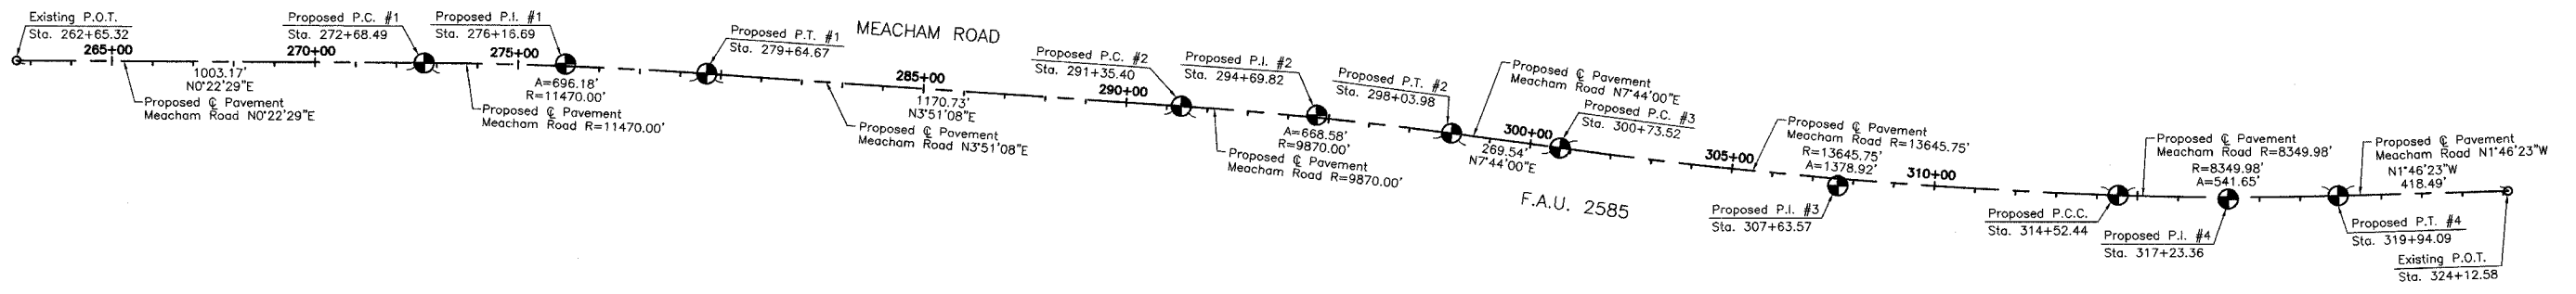 Existing P.O.T.
Sta. 262+65.32
265+00
1003.17'
N0°22'29"E
Proposed ℄ Pavement
Meacham Road N0°22'29"E
270+00
Proposed P.C. #1
Sta. 272+68.49
Proposed P.I. #1
Sta. 276+16.69
275+00
A=696.18'
R=11470.00'
Proposed ℄ Pavement
Meacham Road R=11470.00'
Proposed P.T. #1
Sta. 279+64.67
MEACHAM ROAD
285+00
1170.73'
N3°51'08"E
Proposed ℄ Pavement
Meacham Road N3°51'08"E
Proposed P.C. #2
Sta. 291+35.40
290+00
Proposed P.I. #2
Sta. 294+69.82
A=668.58'
R=9870.00'
Proposed ℄ Pavement
Meacham Road R=9870.00'
Proposed P.T. #2
Sta. 298+03.98
Proposed ℄ Pavement
Meacham Road N7°44'00"E
300+00
269.54'
N7°44'00"E
Proposed P.C. #3
Sta. 300+73.52
F.A.U. 2585
305+00
Proposed ℄ Pavement
Meacham Road R=13645.75'
R=13645.75'
A=1378.92'
Proposed P.I. #3
Sta. 307+63.57
310+00
Proposed P.C.C.
Sta. 314+52.44
Proposed ℄ Pavement
Meacham Road R=8349.98'
R=8349.98'
A=541.65'
Proposed P.I. #4
Sta. 317+23.36
Proposed ℄ Pavement
Meacham Road N1°46'23"W
N1°46'23"W
418.49'
Proposed P.T. #4
Sta. 319+94.09
Existing P.O.T.
Sta. 324+12.58